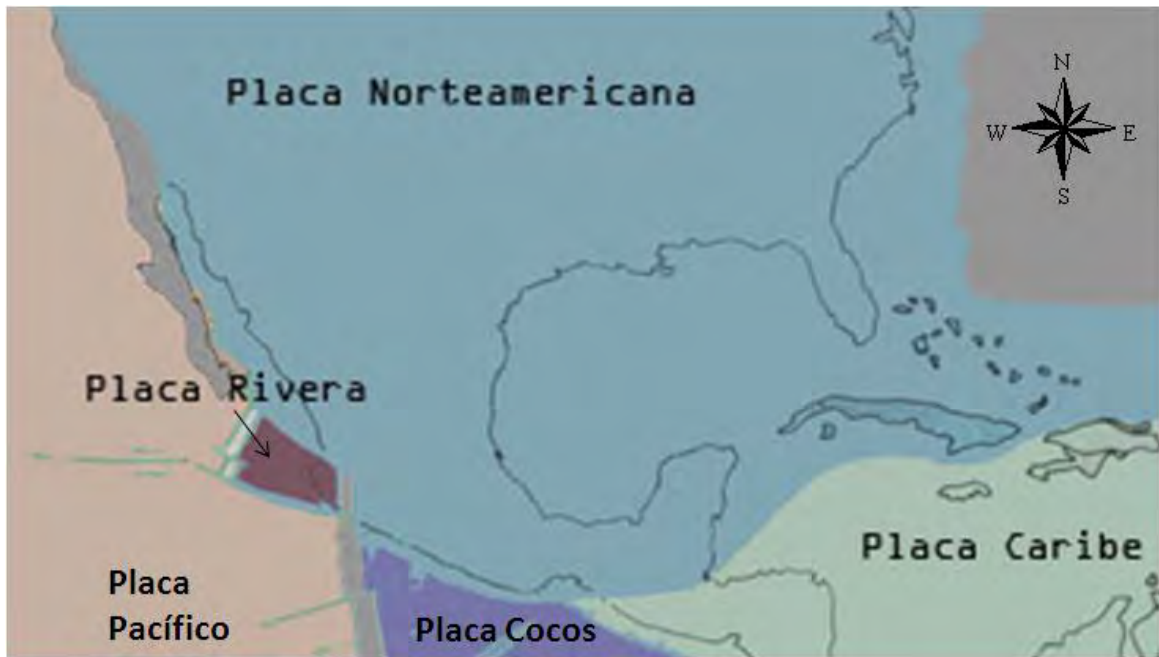 Placa Norteamericana
N
W
E
S
Placa Rivera
D
Placa Caribe
Placa
Pacífico
Placa Cocos